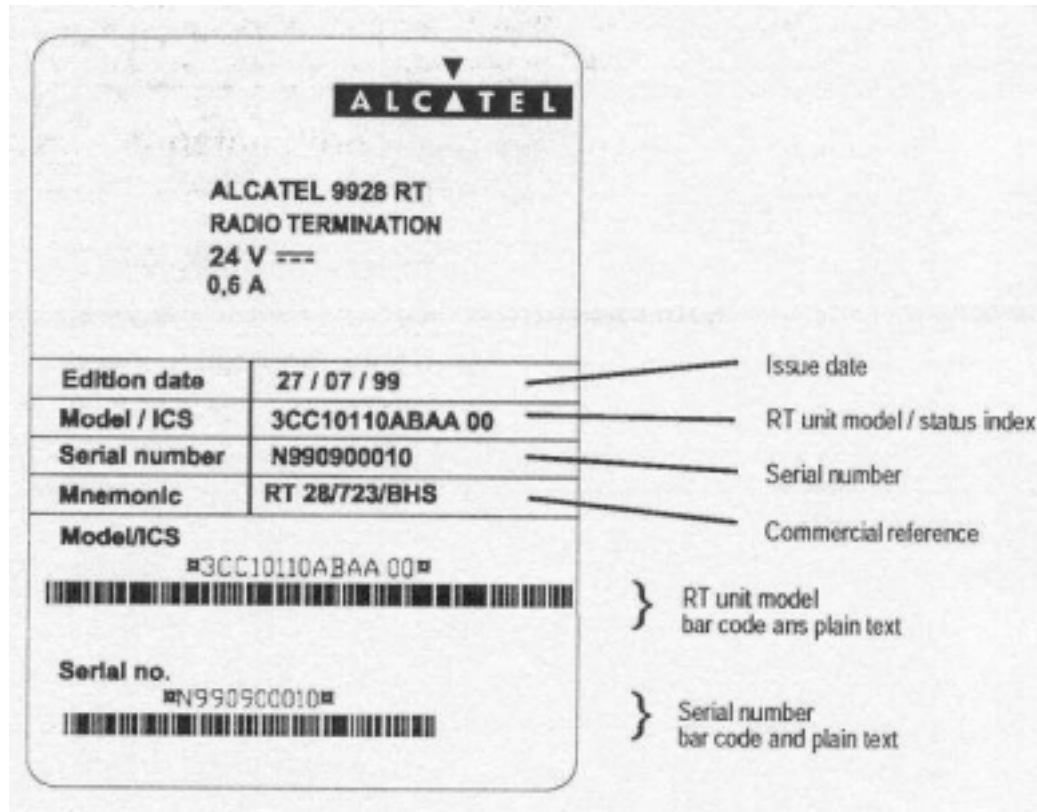 ALCATEL
ALCATEL 9928 RT
RADIO TERMINATION
24 V
0,6 A
Edition date 27 / 07 / 99 Issue date
Model / ICS 3CC10110ABAA 00 RT unit model / status index
Serial number N990900010 Serial number
Mnemonic RT 28/723/BHS Commercial reference
Model/ICS
¤3CC10110ABAA 00¤
RT unit model
bar code ans plain text
Serial no.
¤N990900010¤
Serial number
bar code and plain text